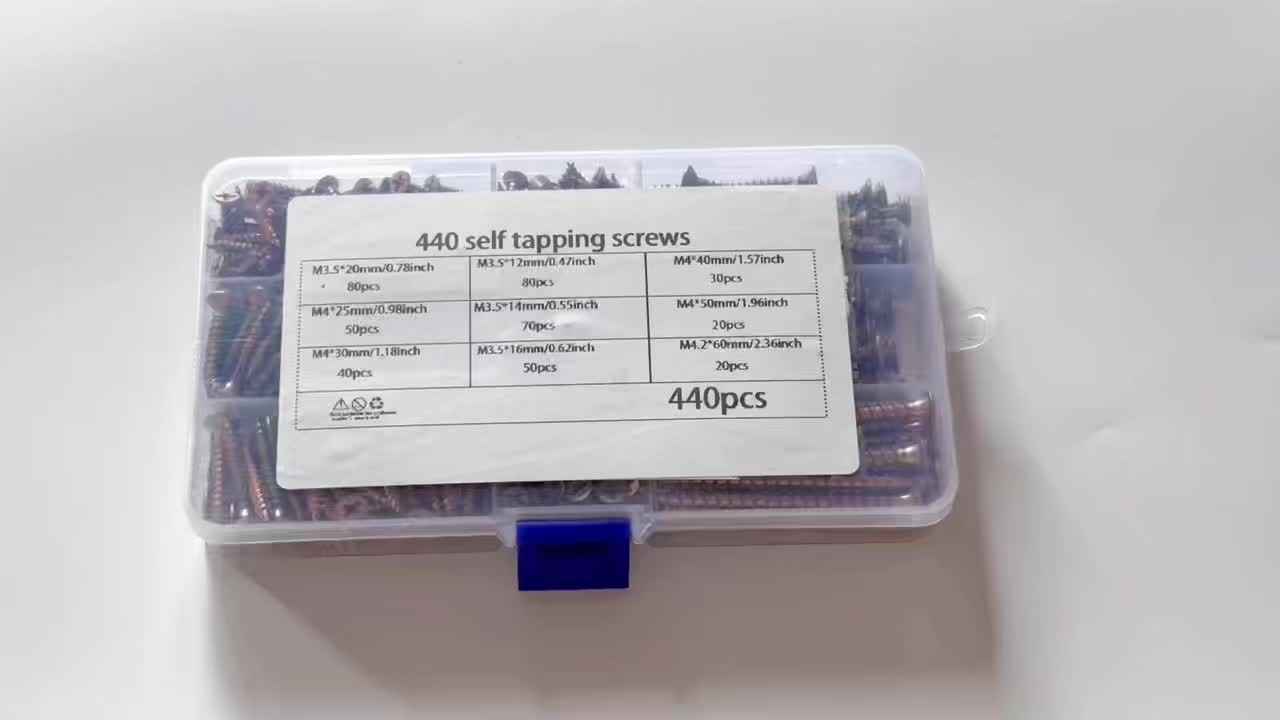 440 self tapping screws
M3.5*20mm/0.78inch
80pcs
M3.5*12mm/0.47inch
80pcs
M4*40mm/1.57inch
30pcs
M4*25mm/0.98inch
50pcs
M3.5*14mm/0.55inch
70pcs
M4*50mm/1.96inch
20pcs
M4*30mm/1.18inch
40pcs
M3.5*16mm/0.62inch
50pcs
M4.2*60mm/2.36inch
20pcs
440pcs